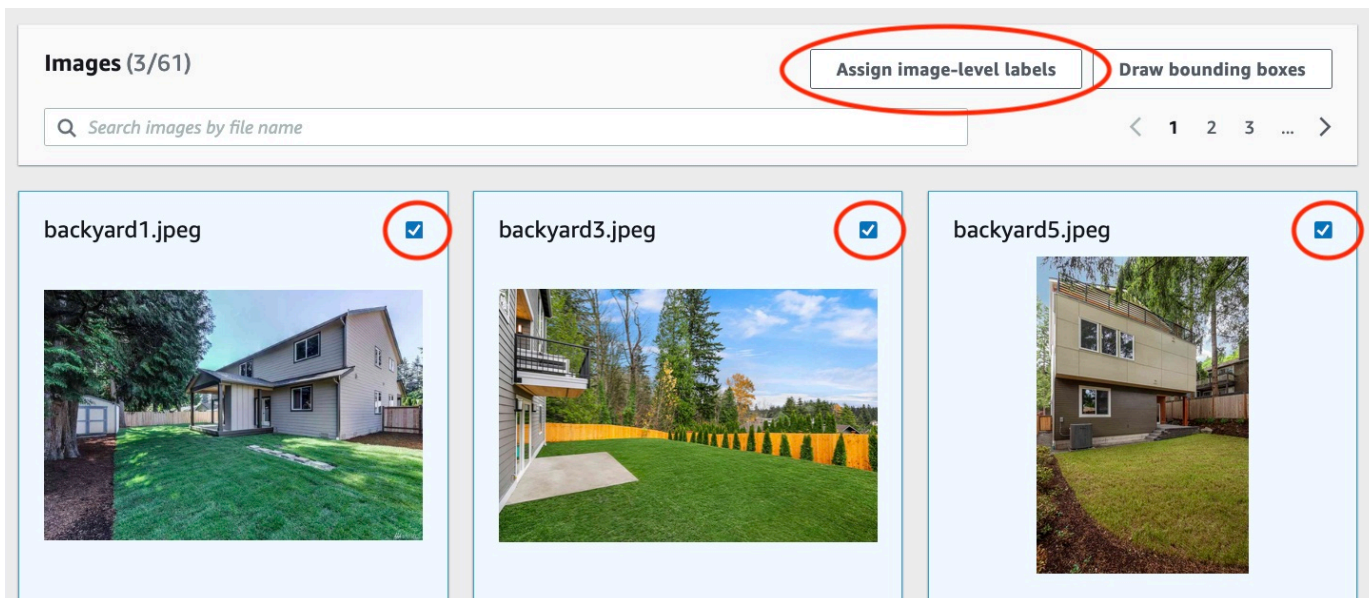 Images (3/61)
Assign image-level labels
Draw bounding boxes
Search images by file name
1 2 3 ...
backyard1.jpeg
backyard3.jpeg
backyard5.jpeg